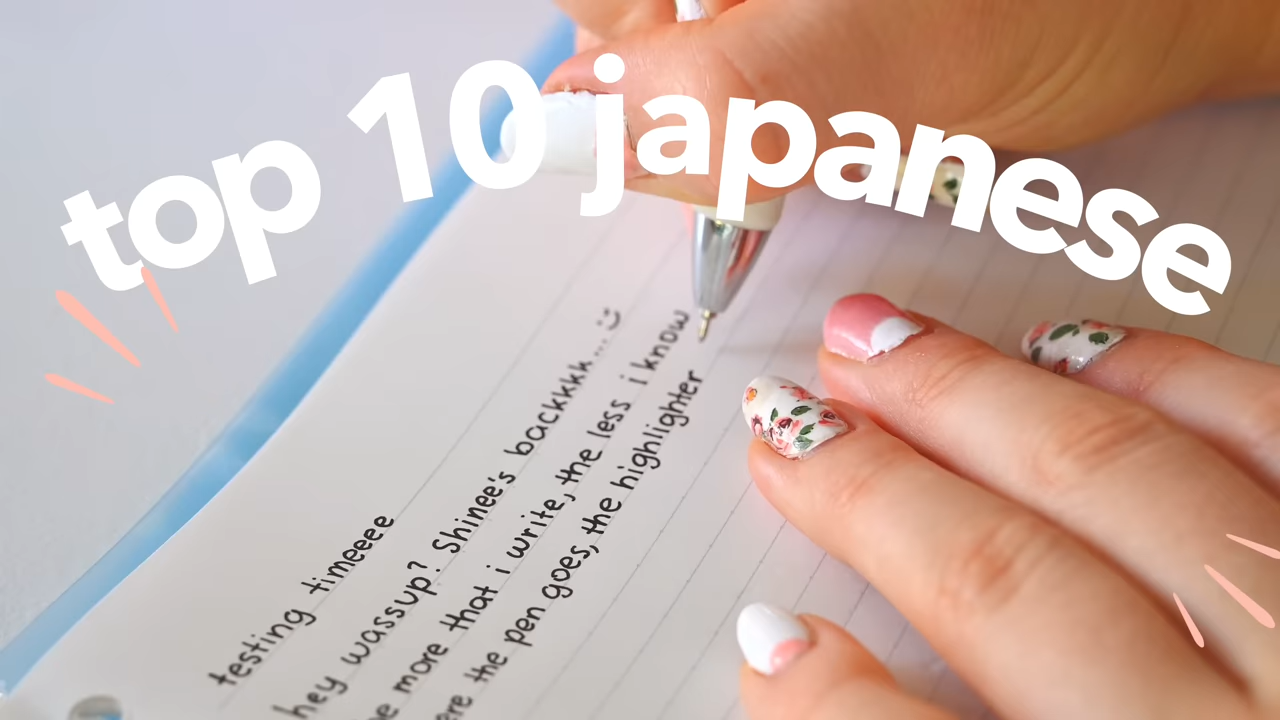 top 10 japanese
testing timeeee
hey wassup? Shinee's backkkk... :)
more that i write, the less i know
the pen goes, the highlighter